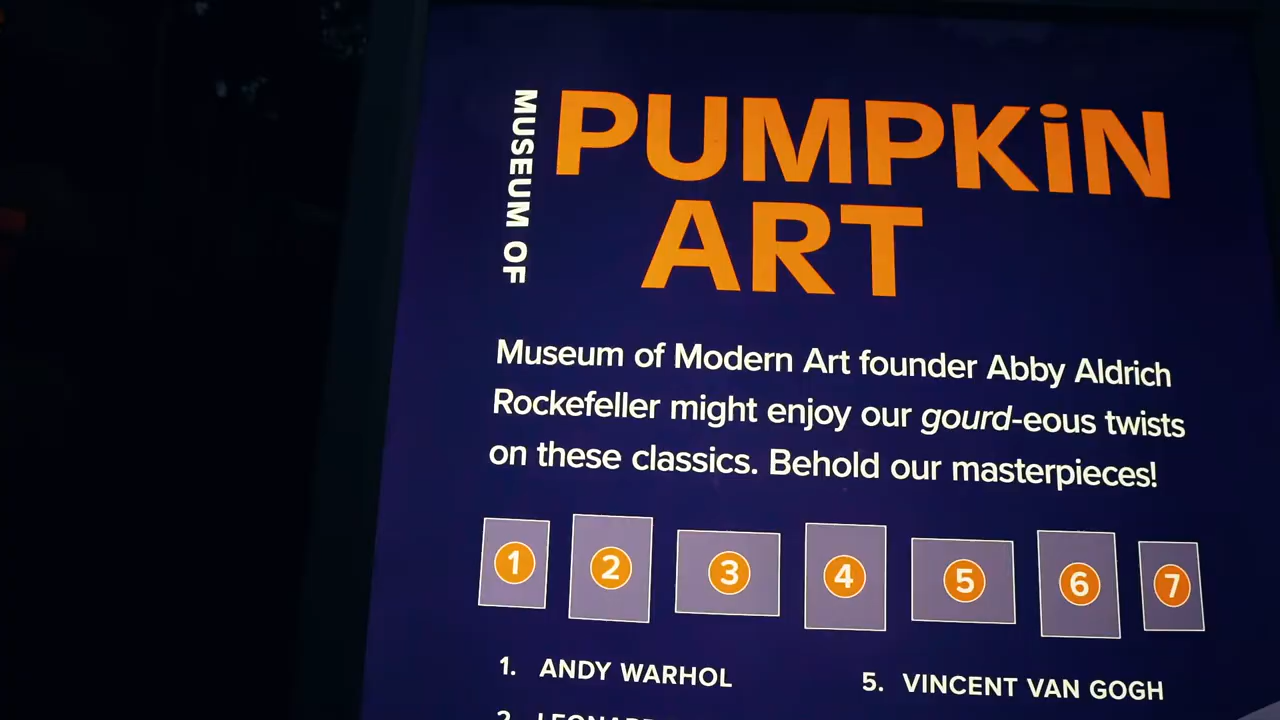 MUSEUM OF
PUMPKiN
ART
Museum of Modern Art founder Abby Aldrich
Rockefeller might enjoy our gourd-eous twists
on these classics. Behold our masterpieces!
1 2 3 4 5 6 7
1. ANDY WARHOL
5. VINCENT VAN GOGH